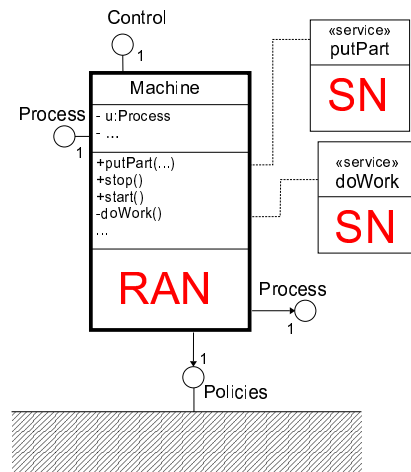 Control
1
Machine
Process
1
- u:Process
- ...
+putPart(...)
+stop()
+start()
-doWork()
...
RAN
«service»
putPart
SN
«service»
doWork
SN
Process
1
1
Policies